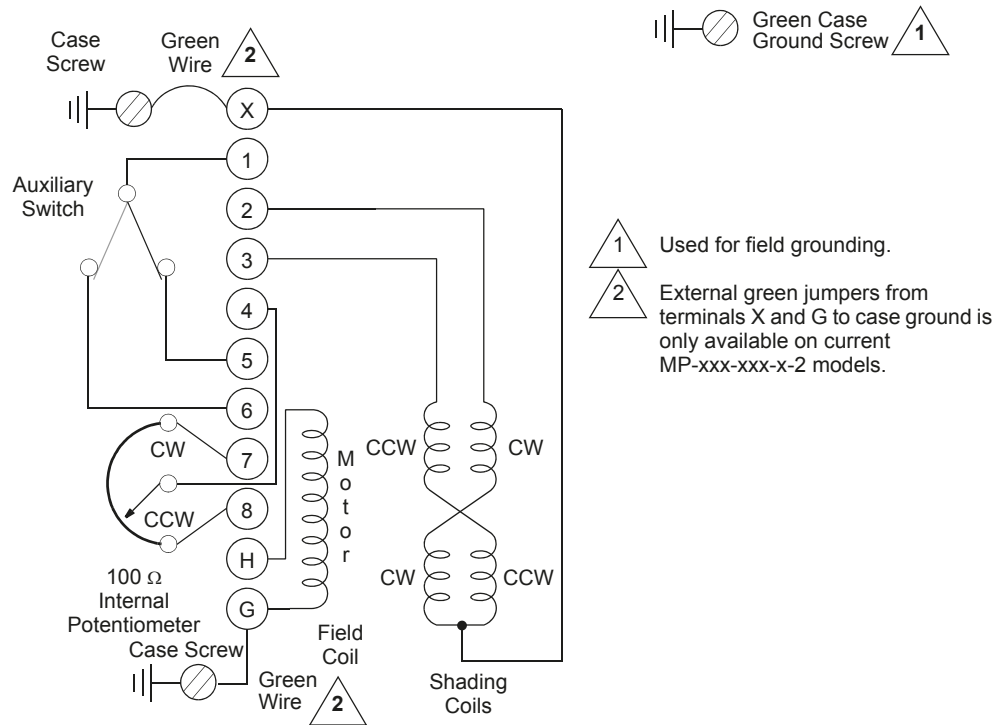 Case
Screw
Green
Wire
2
Green Case
Ground Screw
1
X
1
Auxiliary
Switch
2
3
4
5
6
7
8
H
G
CW
CCW
100 Ω
Internal
Potentiometer
Case Screw
Green
Wire
2
Motor
Field
Coil
CCW
CW
CW
CCW
Shading
Coils
1
Used for field grounding.
2
External green jumpers from
terminals X and G to case ground is
only available on current
MP-xxx-xxx-x-2 models.